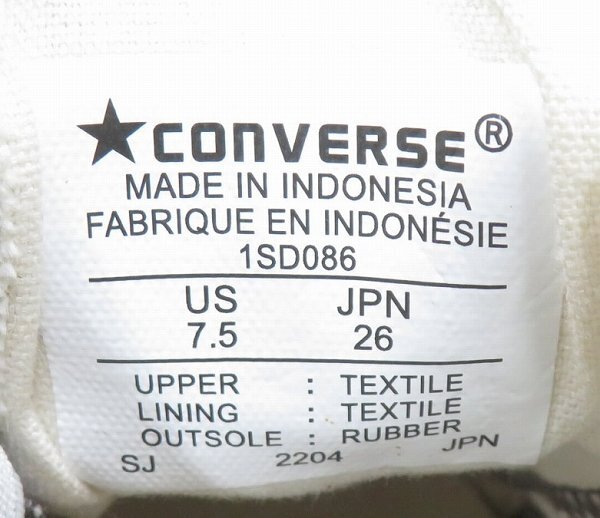 ★CONVERSE®
MADE IN INDONESIA
FABRIQUE EN INDONÉSIE
1SD086
US JPN
7.5 26
UPPER : TEXTILE
LINING : TEXTILE
OUTSOLE : RUBBER
SJ 2204 JPN